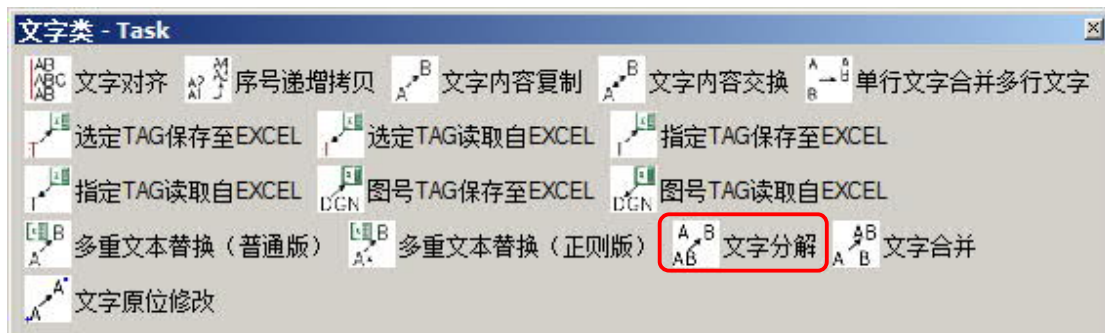 文字类 - Task
文字对齐 序号递增拷贝 文字内容复制 文字内容交换 单行文字合并多行文字
选定TAG保存至EXCEL 选定TAG读取自EXCEL 指定TAG保存至EXCEL
指定TAG读取自EXCEL 图号TAG保存至EXCEL 图号TAG读取自EXCEL
多重文本替换（普通版） 多重文本替换（正则版） 文字分解 文字合并
文字原位修改